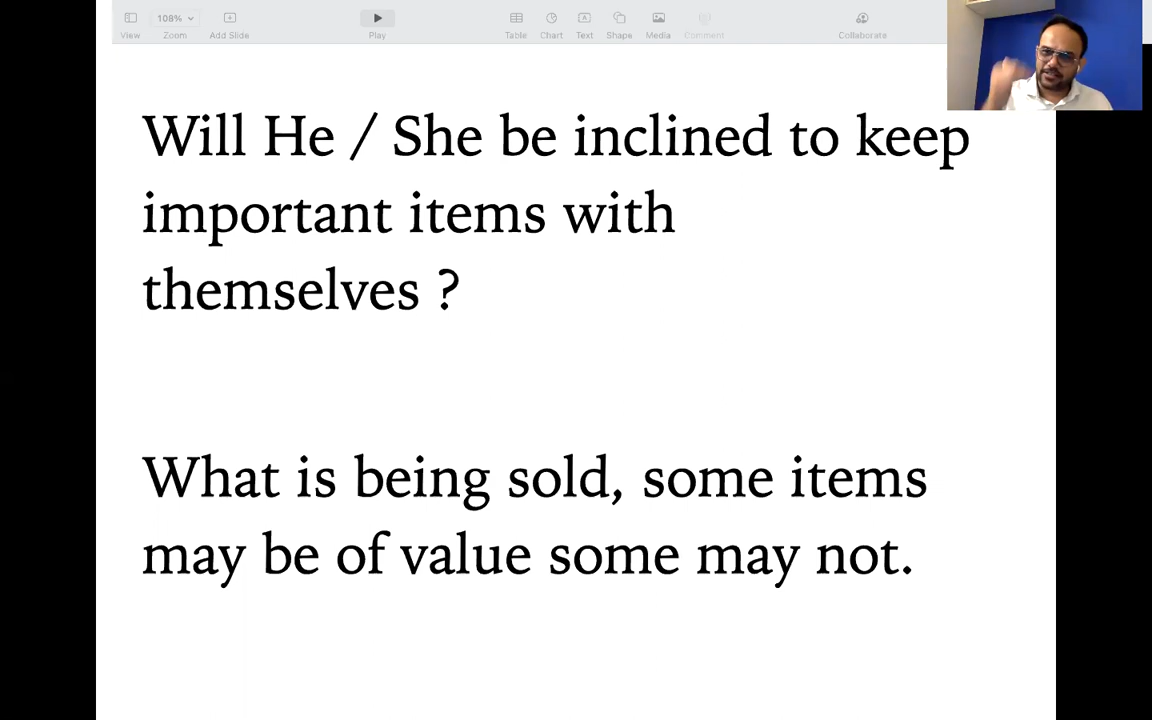 108%
View Zoom Add Slide Play Table Chart Text Shape Media Comment Collaborate
Will He / She be inclined to keep
important items with
themselves ?
What is being sold, some items
may be of value some may not.